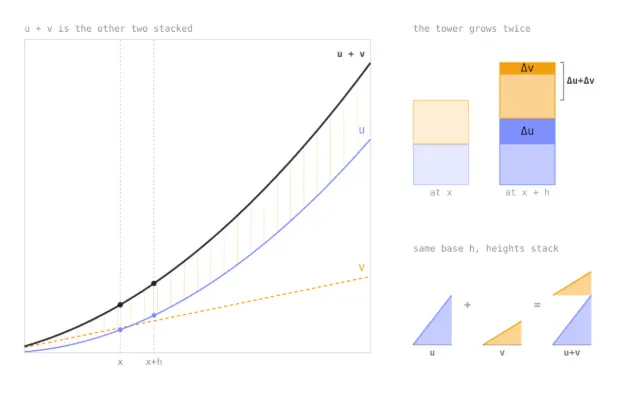 u + v is the other two stacked
u + v
u
v
x
x+h
the tower grows twice
Δv
Δu+Δv
Δu
at x
at x + h
same base h, heights stack
+
=
u
v
u+v